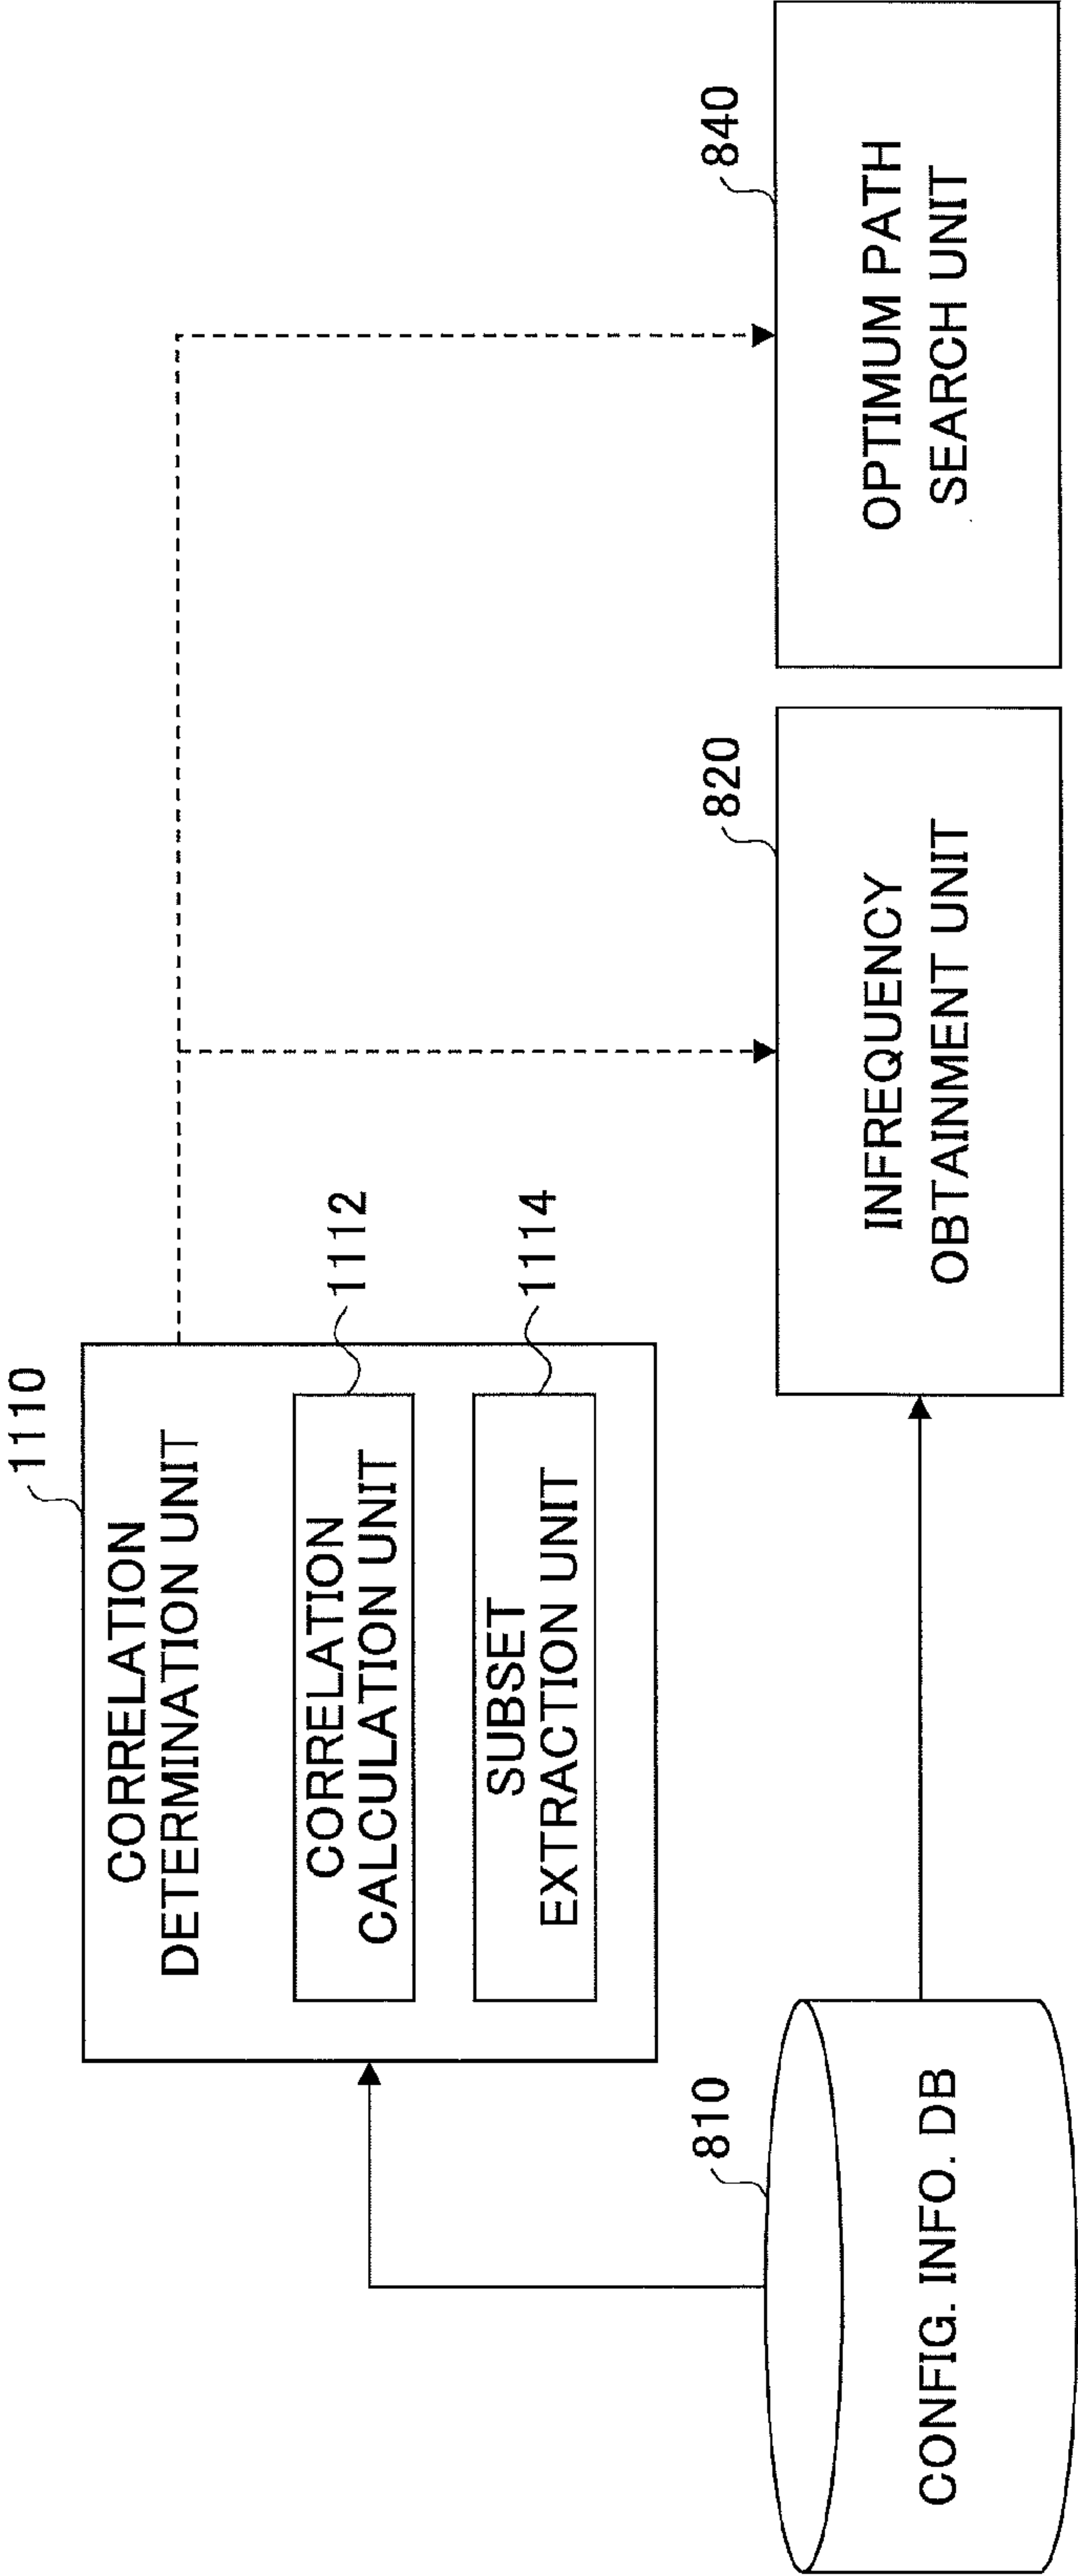 1110
CORRELATION
DETERMINATION UNIT
CORRELATION
CALCULATION UNIT
1112
SUBSET
EXTRACTION UNIT
1114
810
CONFIG. INFO. DB
820
INFREQUENCY
OBTAINMENT UNIT
840
OPTIMUM PATH
SEARCH UNIT